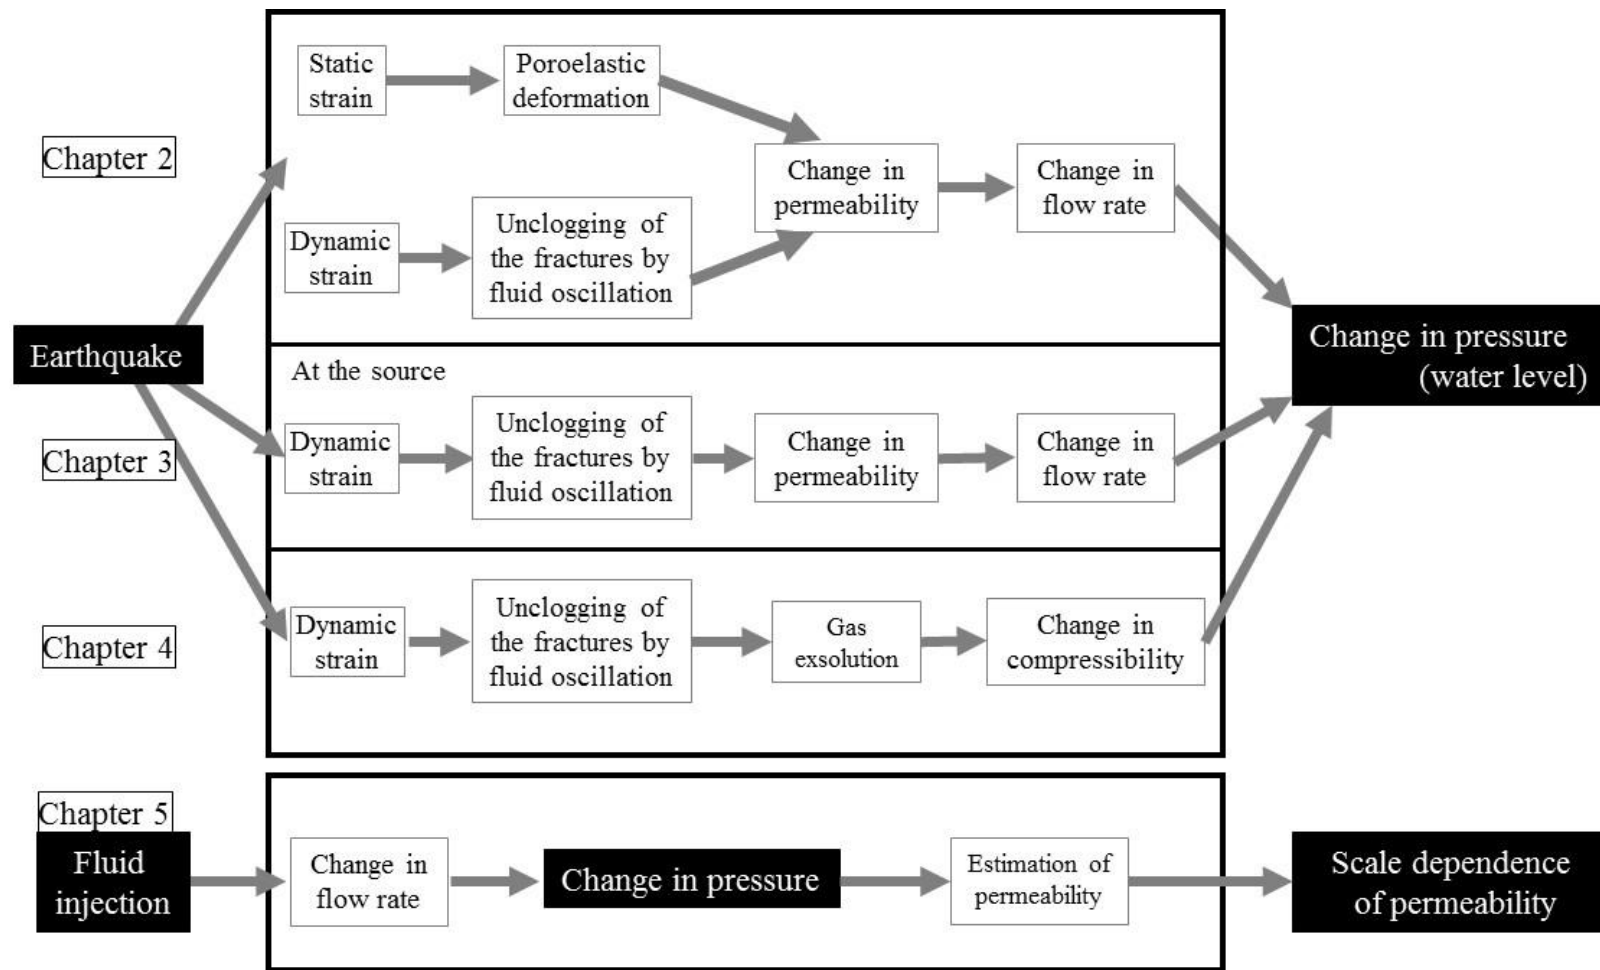 Chapter 2
Static
strain
Poroelastic
deformation
Dynamic
strain
Unclogging of
the fractures by
fluid oscillation
Change in
permeability
Change in
flow rate
Earthquake
Change in pressure
(water level)
Chapter 3
At the source
Dynamic
strain
Unclogging of
the fractures by
fluid oscillation
Change in
permeability
Change in
flow rate
Chapter 4
Dynamic
strain
Unclogging of
the fractures by
fluid oscillation
Gas
exsolution
Change in
compressibility
Chapter 5
Fluid
injection
Change in
flow rate
Change in pressure
Estimation of
permeability
Scale dependence
of permeability